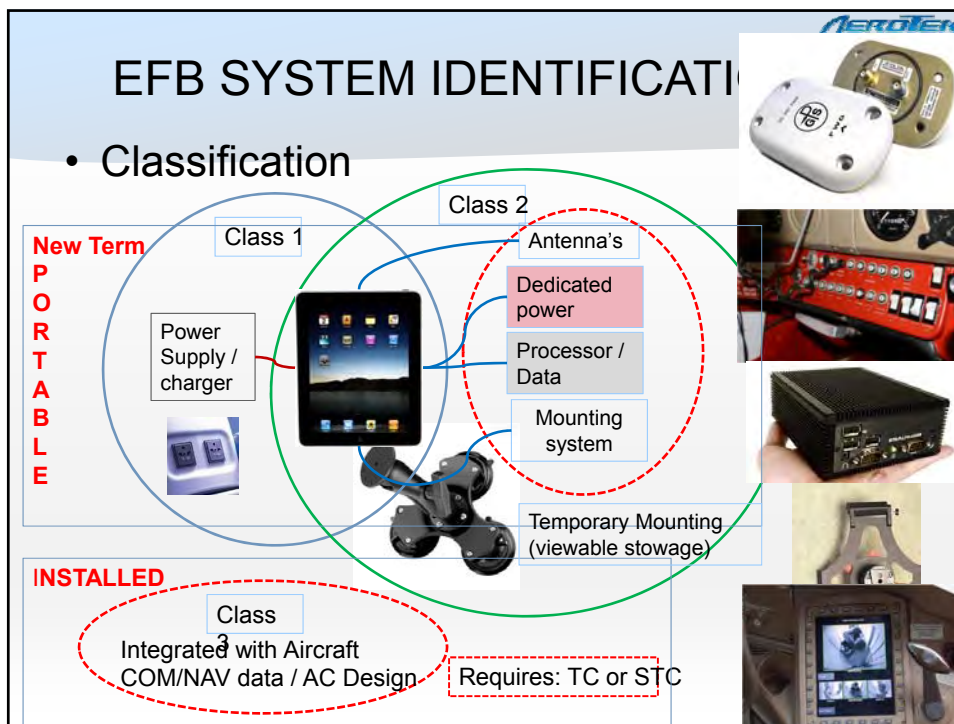 AEROTEK
EFB SYSTEM IDENTIFICATI
• Classification
Class 2
New Term
Class 1
Antenna's
P
O
R
T
A
B
L
E
Dedicated
power
Power
Supply /
charger
Processor /
Data
Mounting
system
Temporary Mounting
(viewable stowage)
INSTALLED
Class
3
Integrated with Aircraft
COM/NAV data / AC Design
Requires: TC or STC
GPS
FWD